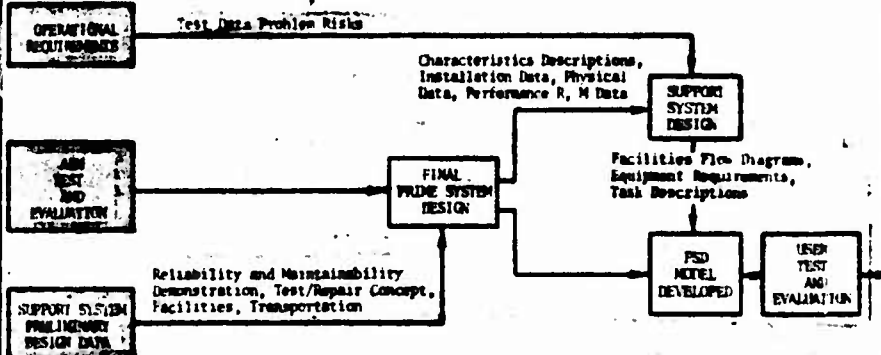 OPERATIONAL
REQUIREMENTS
Test Data Problem Risks
Characteristics Descriptions,
Installation Data, Physical
Data, Performance R, M Data
SUPPORT
SYSTEM
DESIGN
TEST
AND
EVALUATION
FINAL
PRIME SYSTEM
DESIGN
Facilities Flow Diagrams,
Equipment Requirements,
Task Descriptions
Reliability and Maintainability
Demonstration, Test/Repair Concept,
Facilities, Transportation
SUPPORT SYSTEM
PRELIMINARY
DESIGN DATA
PSD
MODEL
DEVELOPED
USER
TEST
AND
EVALUATION